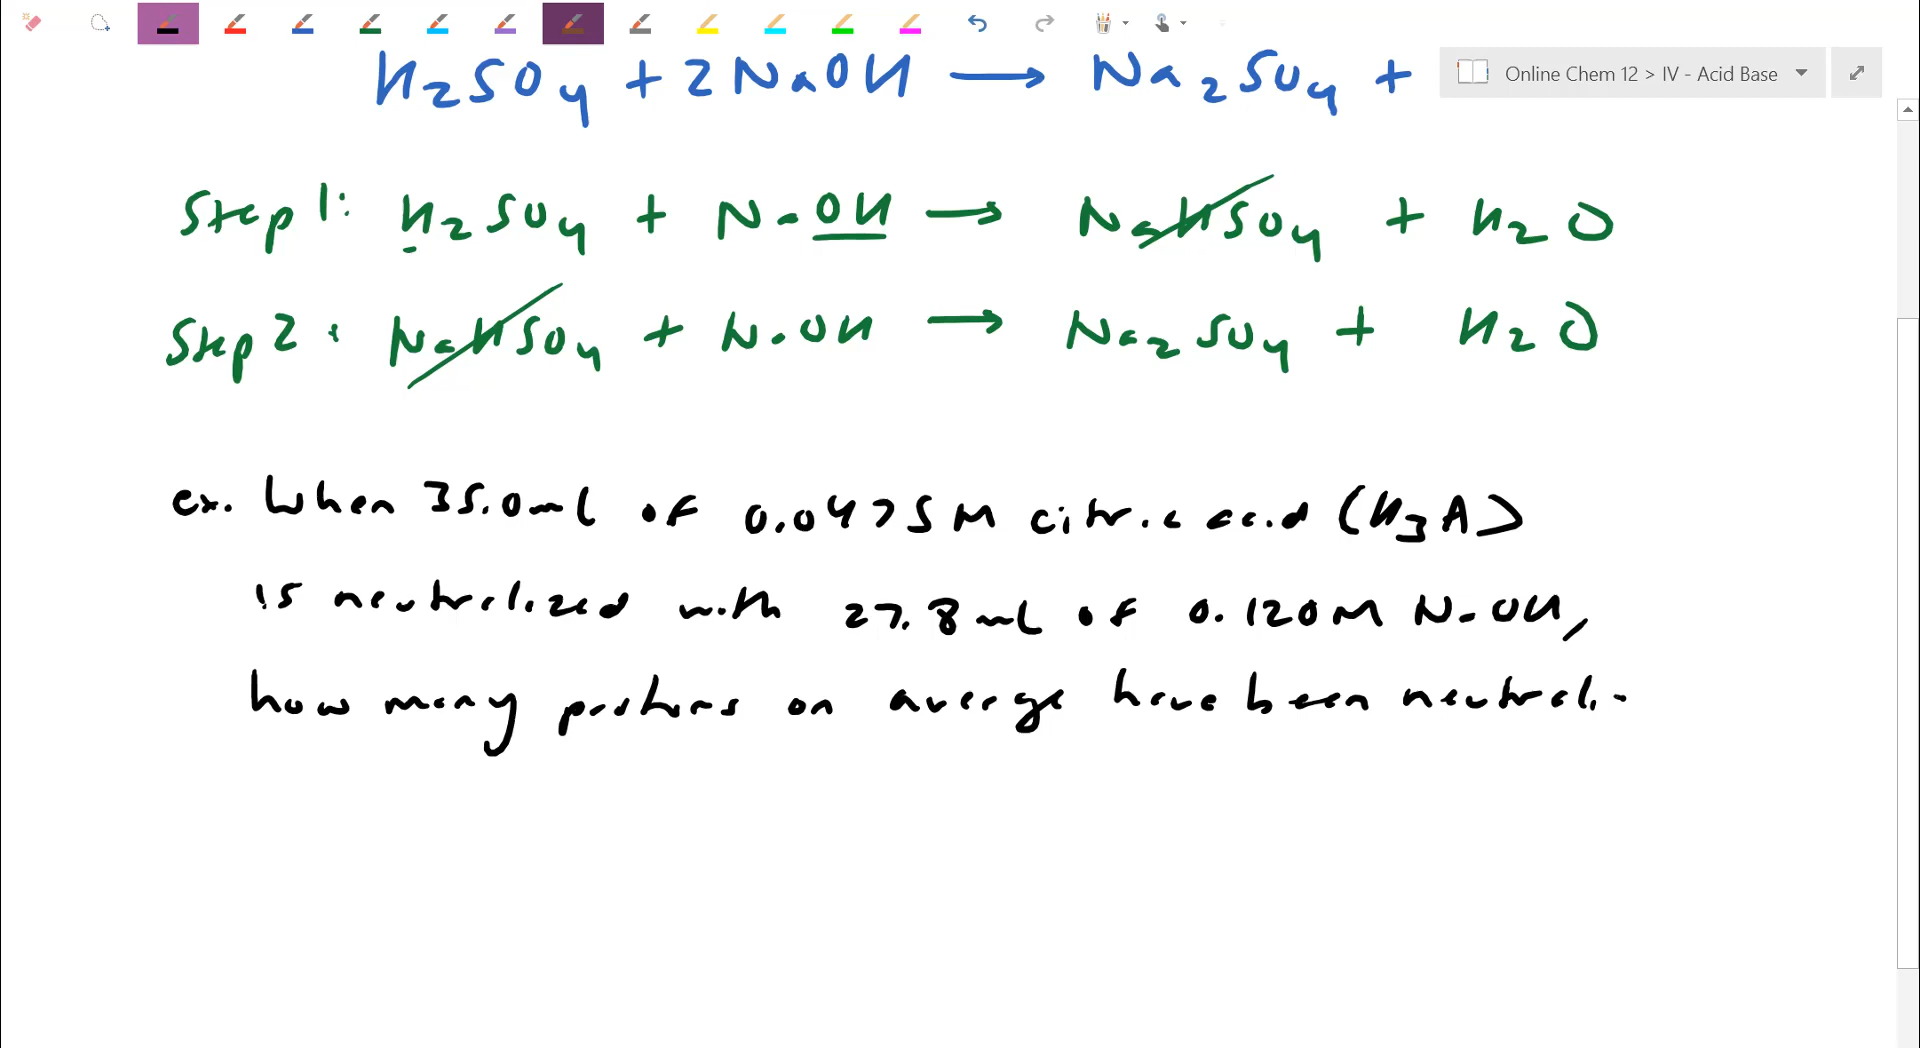 H₂SO₄ + 2NaOH → Na₂SO₄ +
Online Chem 12 > IV - Acid Base
Step 1: H₂SO₄ + NaOH → NaHSO₄ + H₂O
Step 2: NaHSO₄ + NaOH → Na₂SO₄ + H₂O
ex. When 35.0mL of 0.0475M citric acid (H₃A)
is neutralized with 27.8mL of 0.120M NaOH,
how many protons on average have been neutrali